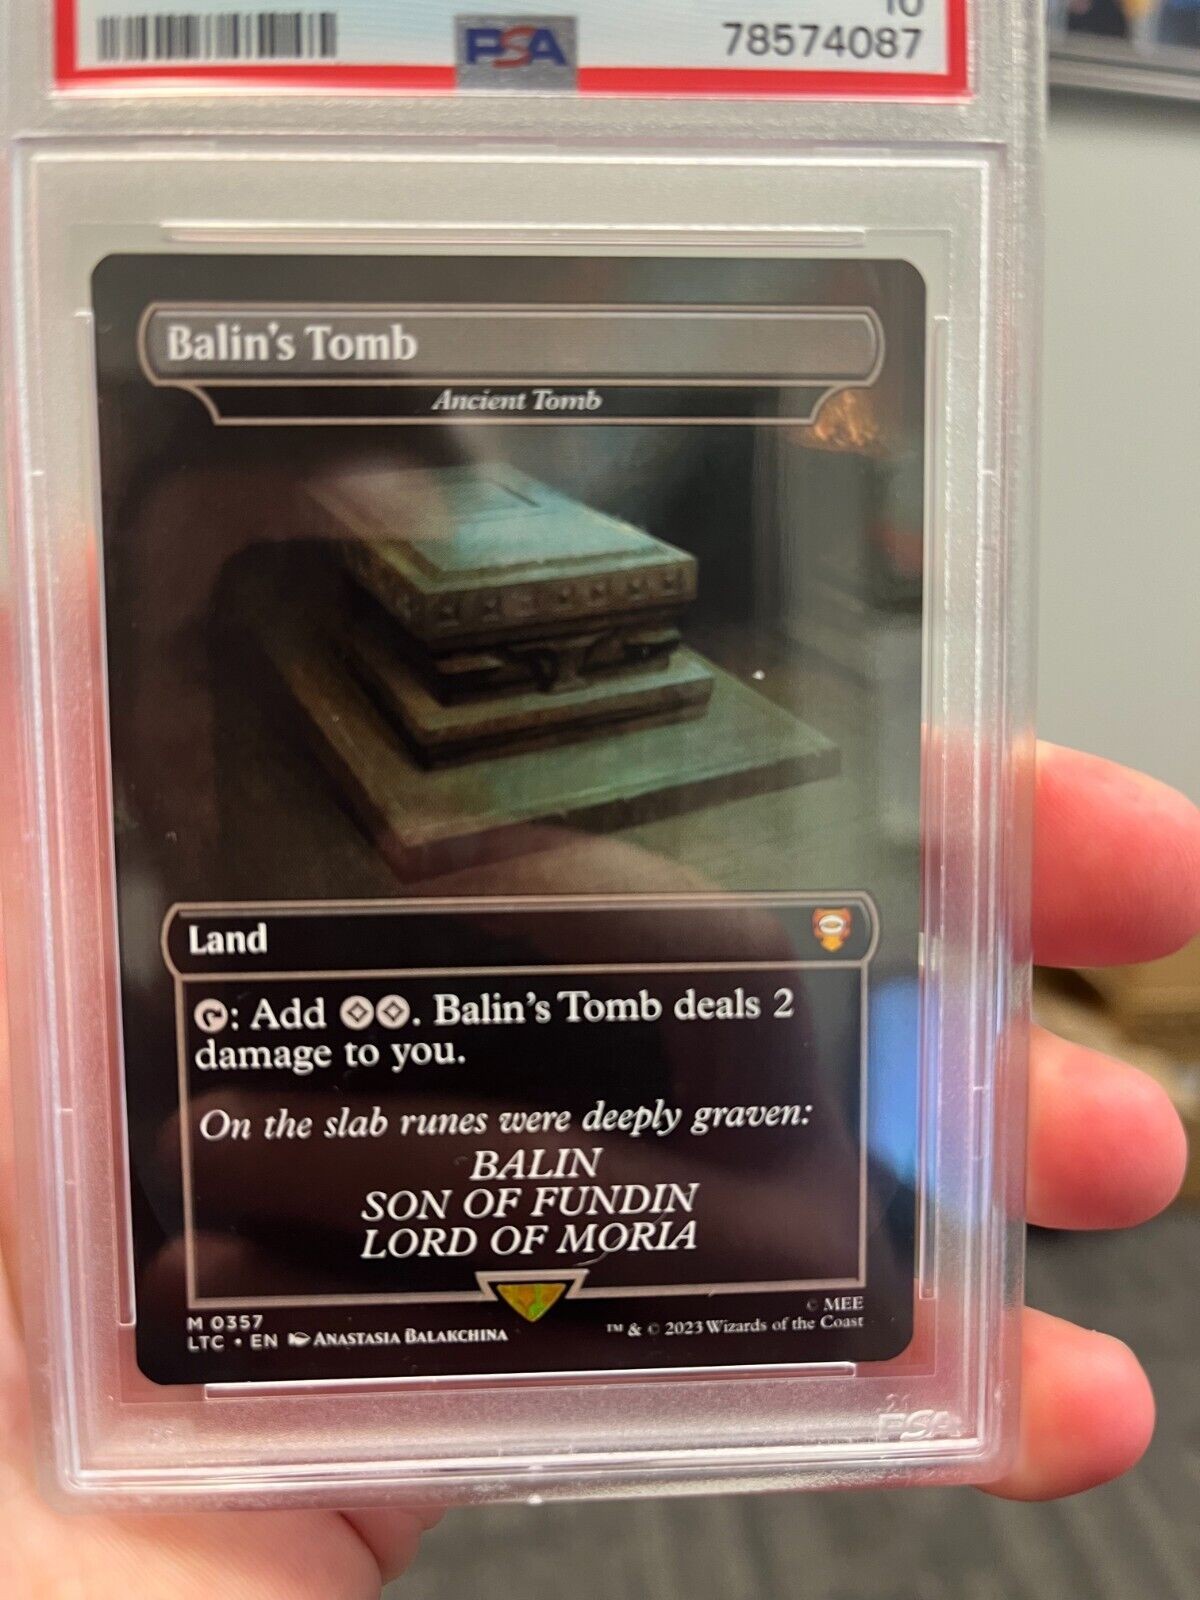 10
PSA 78574087
Balin's Tomb
Ancient Tomb
Land
: Add . Balin's Tomb deals 2
damage to you.
On the slab runes were deeply graven:
BALIN
SON OF FUNDIN
LORD OF MORIA
M 0357
© MEE
LTC • EN ANASTASIA BALAKCHINA
™ & © 2023 Wizards of the Coast
PSA